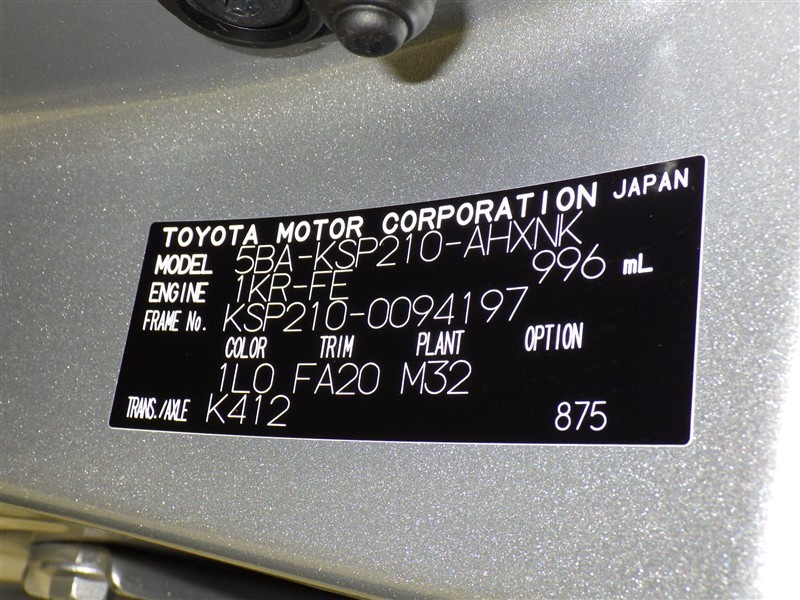 TOYOTA MOTOR CORPORATION JAPAN
MODEL 5BA-KSP210-AHXNK
ENGINE 1KR-FE 996 mL
FRAME No. KSP210-0094197
COLOR TRIM PLANT OPTION
1L0 FA20 M32
TRANS./AXLE K412 875